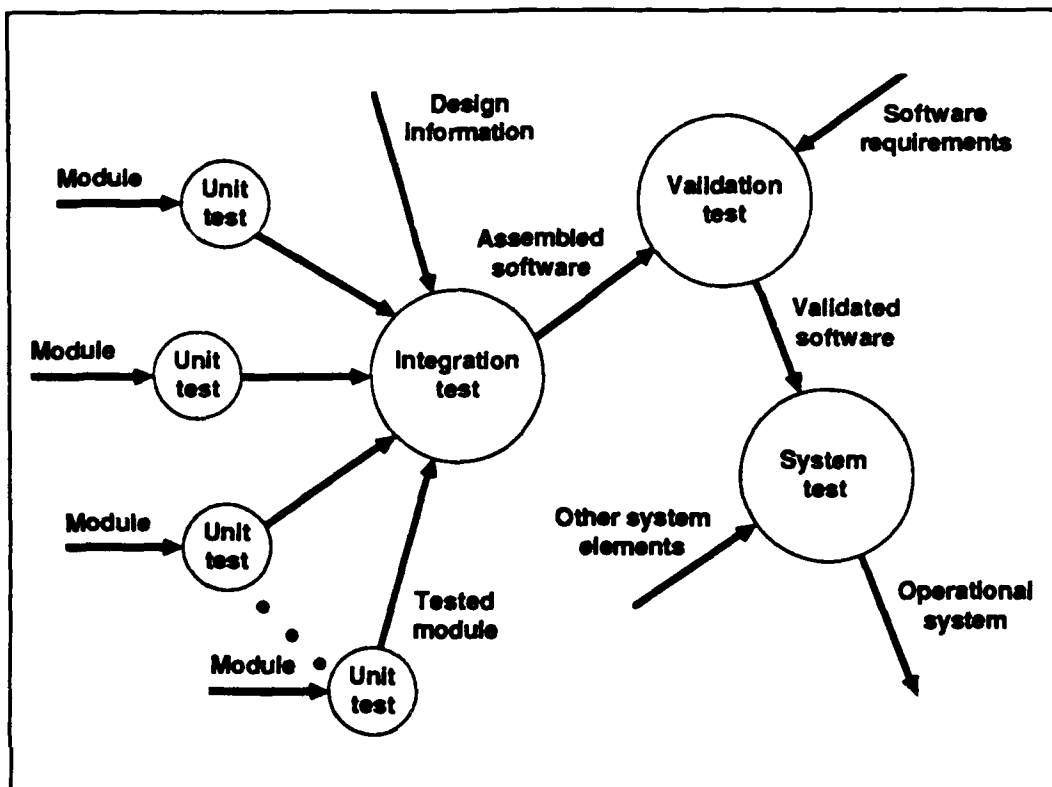 Design
information
Software
requirements
Module
Unit
test
Validation
test
Assembled
software
Module
Unit
test
Integration
test
Validated
software
System
test
Module
Unit
test
Other system
elements
Tested
module
Operational
system
Module
Unit
test